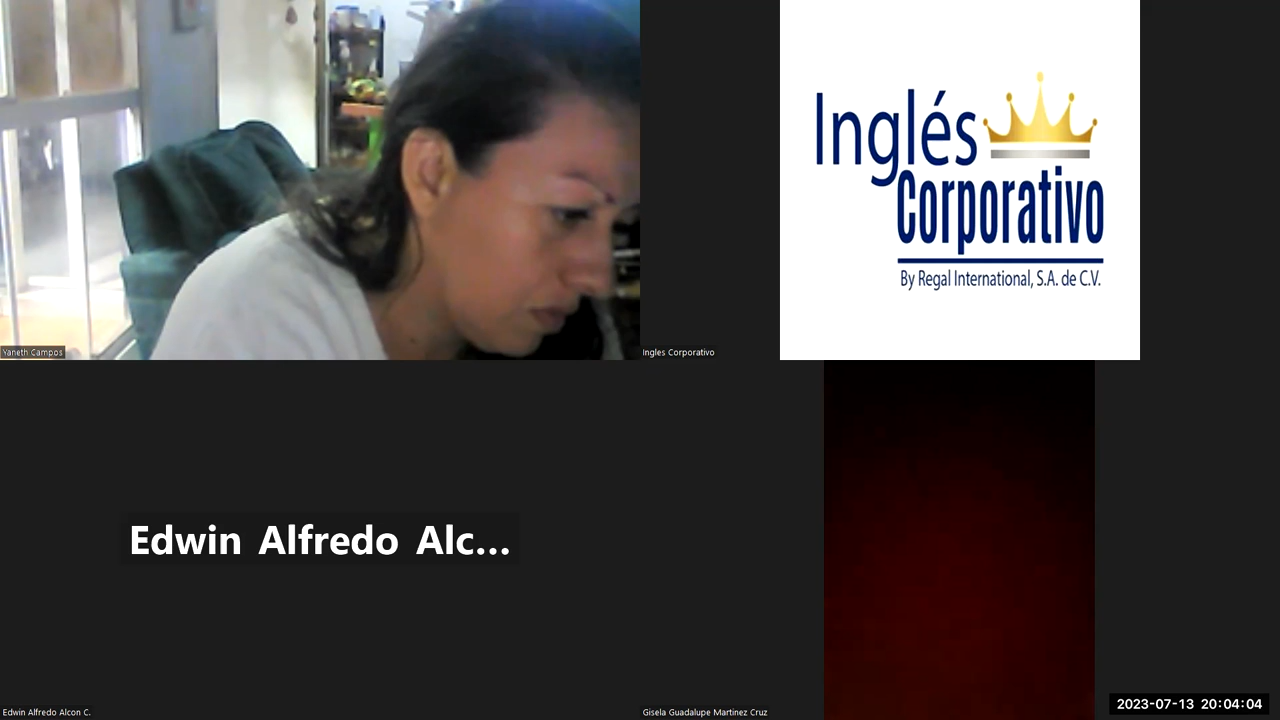 Yaneth Campos
Inglés
Corporativo
By Regal International, S.A. de C.V.
Ingles Corporativo
Edwin Alfredo Alc...
Edwin Alfredo Alcon C.
Gisela Guadalupe Martinez Cruz
2023-07-13 20:04:04